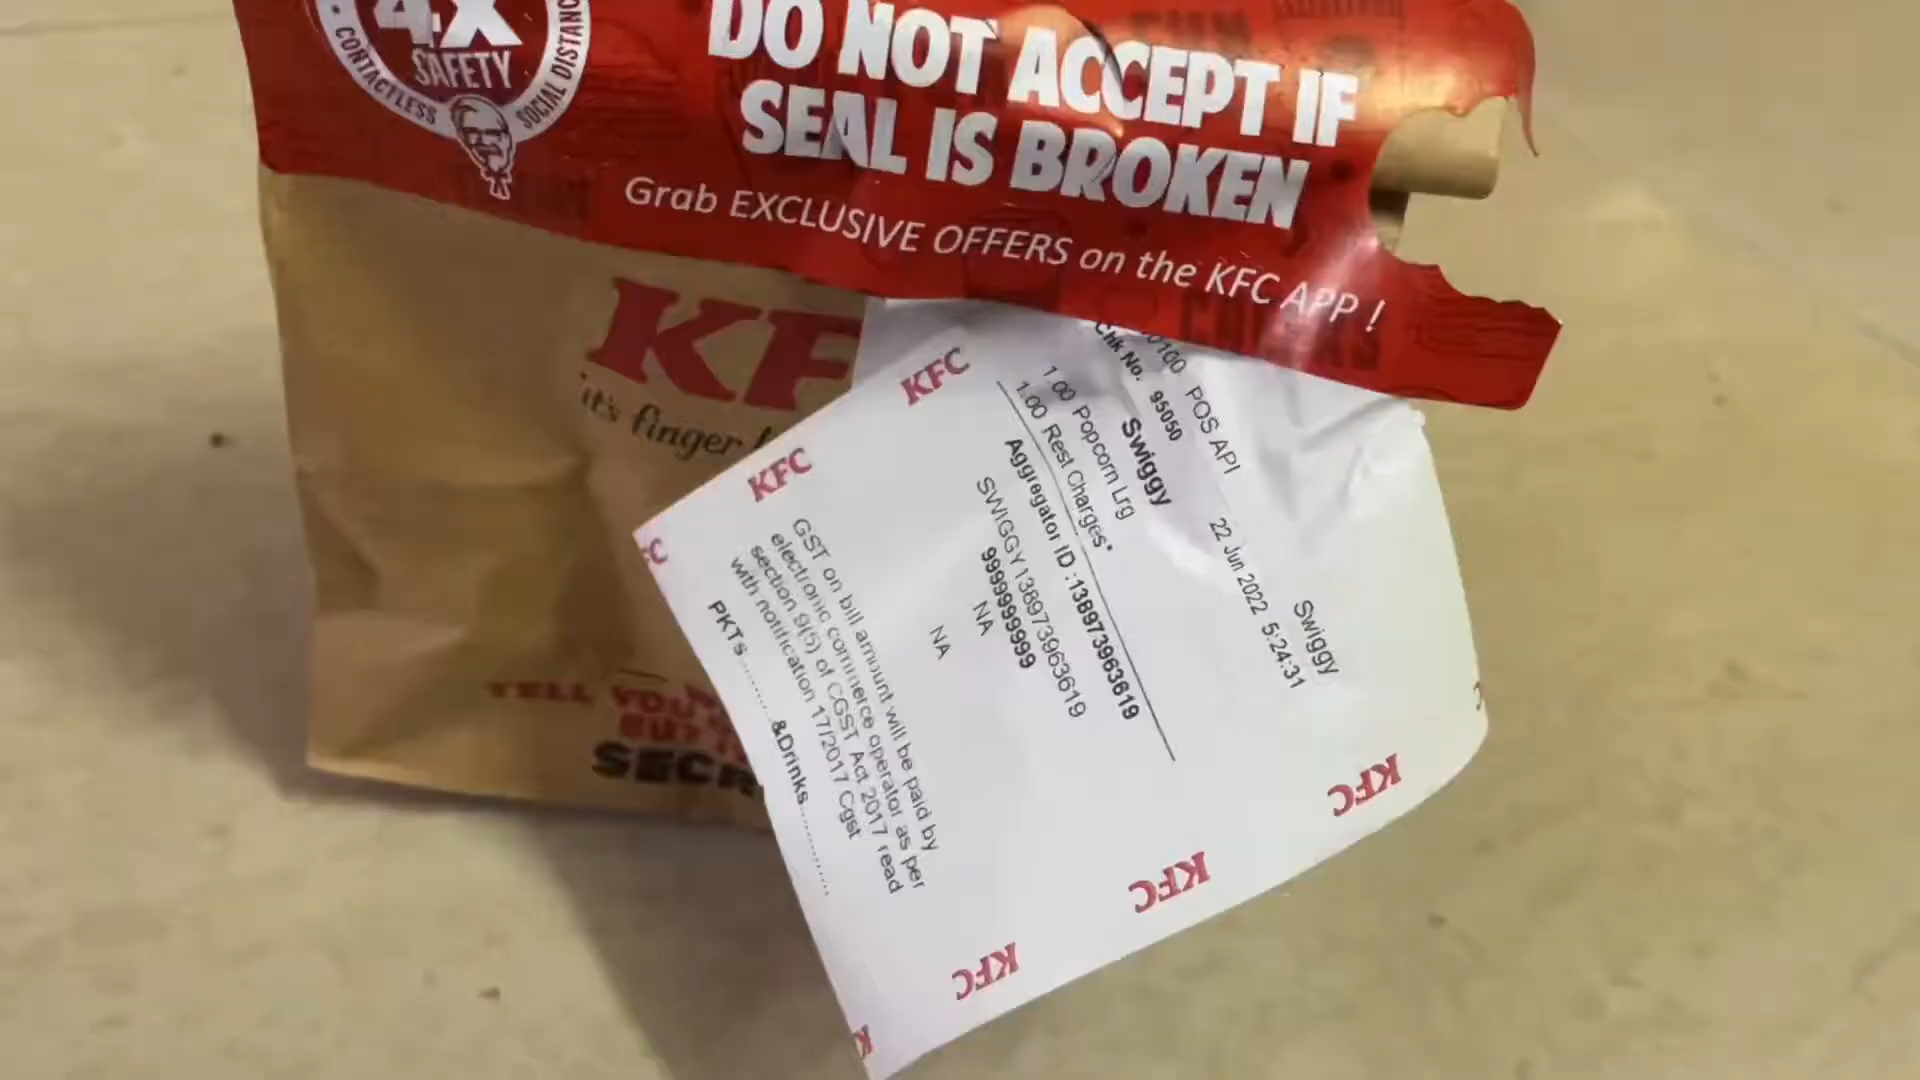 4X
SAFETY
CONTACTLESS
SOCIAL DISTANC
DO NOT ACCEPT IF
SEAL IS BROKEN
Grab EXCLUSIVE OFFERS on the KFC APP !
KF
it's finger
TELL
SECR
Swiggy
POS API 22 Jun 2022 5:24:31
Chk No. 95050
Swiggy
1.00 Popcorn Lrg
1.00 Rest Charges*
Aggregator ID :138973963619
SWIGGY138973963619
9999999999
NA
NA
GST on bill amount will be paid by
electronic commerce operator as per
section 9(5) of CGST Act 2017 read
with notification 17/2017 Cgst
PKTs.......... &Drinks..........
KFC
KFC
KFC
KFC
KFC